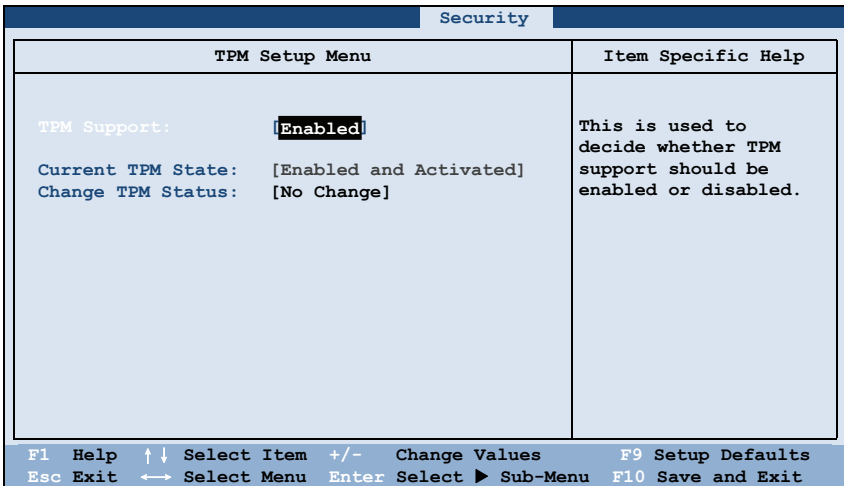 Security
TPM Setup Menu
Item Specific Help
TPM Support: [Enabled]
Current TPM State: [Enabled and Activated]
Change TPM Status: [No Change]
This is used to
decide whether TPM
support should be
enabled or disabled.
F1 Help ↑↓ Select Item +/- Change Values F9 Setup Defaults
Esc Exit ←→ Select Menu Enter Select ▶ Sub-Menu F10 Save and Exit